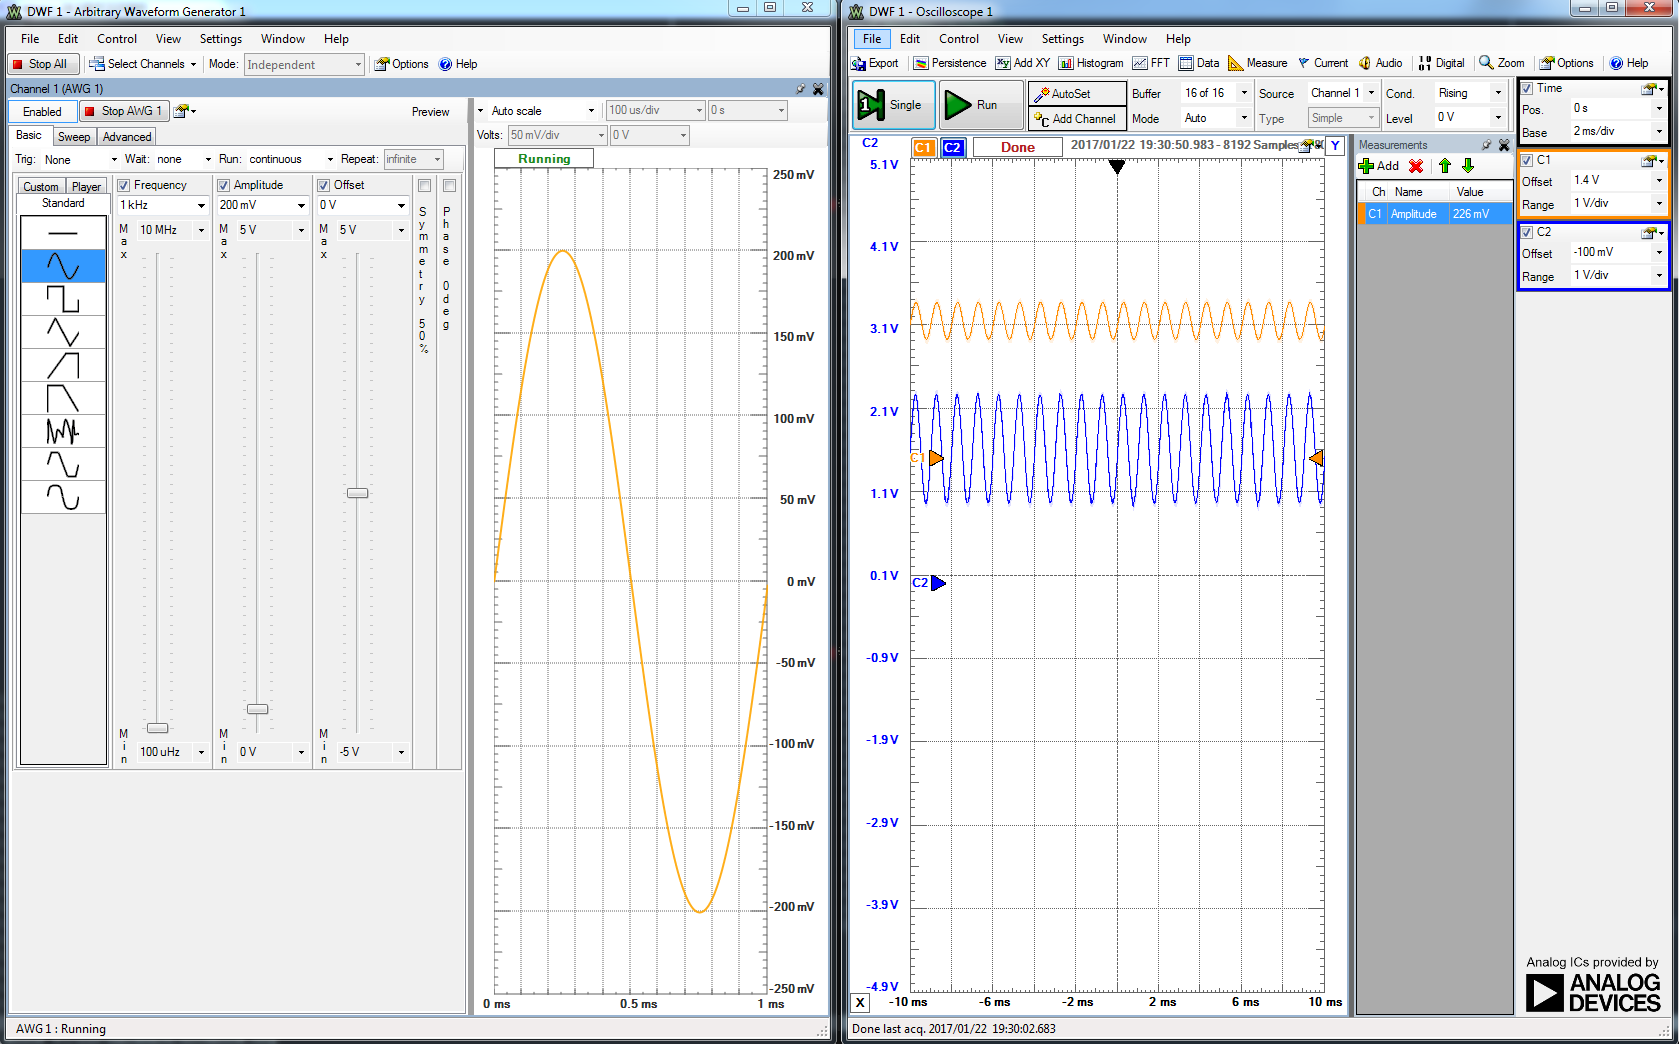 DWF 1 - Arbitrary Waveform Generator 1
File Edit Control View Settings Window Help
Stop All Select Channels Mode: Independent Options Help
Channel 1 (AWG 1)
Enabled Stop AWG 1 Preview
Basic Sweep Advanced
Trig: None Wait: none Run: continuous Repeat: infinite
Custom Player
Standard
Frequency Amplitude Offset
1 kHz 200 mV 0 V
Max 10 MHz Max 5 V Max 5 V
Symmetry 50%
Phase 0deg
Min 100 uHz Min 0 V Min -5 V
Auto scale 100 us/div 0 s
Volts: 50 mV/div 0 V
Running
250 mV
200 mV
150 mV
100 mV
50 mV
0 mV
-50 mV
-100 mV
-150 mV
-200 mV
-250 mV
0 ms 0.5 ms 1 ms
AWG 1 : Running
DWF 1 - Oscilloscope 1
File Edit Control View Settings Window Help
Export Persistence Add XY Histogram FFT Data Measure Current Audio Digital Zoom Options Help
Single Run AutoSet Buffer 16 of 16 Source Channel 1 Cond. Rising
Add Channel Mode Auto Type Simple Level 0 V
C2 C1 C2 Done 2017/01/22 19:30:50.983 - 8192 Samples Y
5.1 V
4.1 V
3.1 V
2.1 V
C1
1.1 V
0.1 V
C2
-0.9 V
-1.9 V
-2.9 V
-3.9 V
-4.9 V
X -10 ms -6 ms -2 ms 2 ms 6 ms 10 ms
Done last acq. 2017/01/22 19:30:02.683
Measurements
Add
Ch Name Value
C1 Amplitude 226 mV
Time
Pos. 0 s
Base 2 ms/div
C1
Offset 1.4 V
Range 1 V/div
C2
Offset -100 mV
Range 1 V/div
Analog ICs provided by
ANALOG
DEVICES